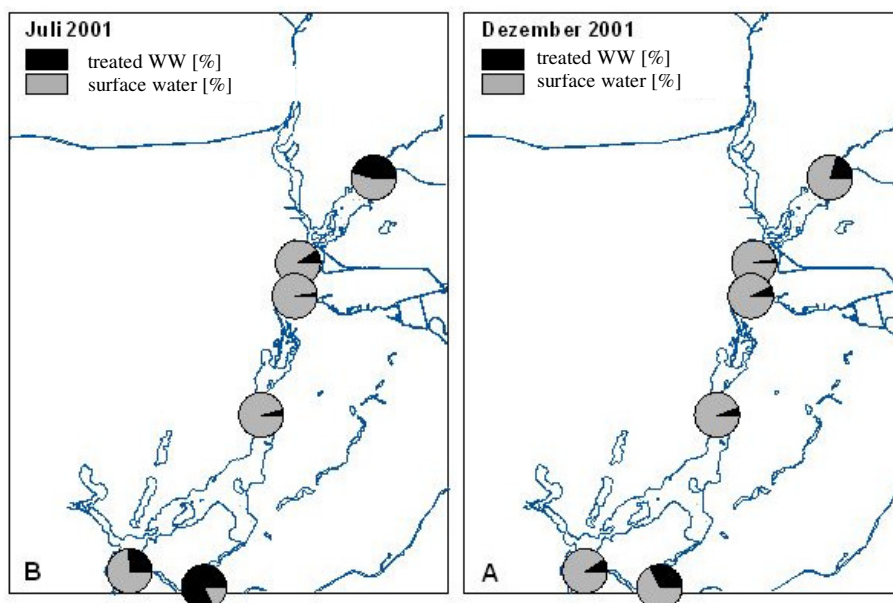 Juli 2001
treated WW [%]
surface water [%]
B
Dezember 2001
treated WW [%]
surface water [%]
A